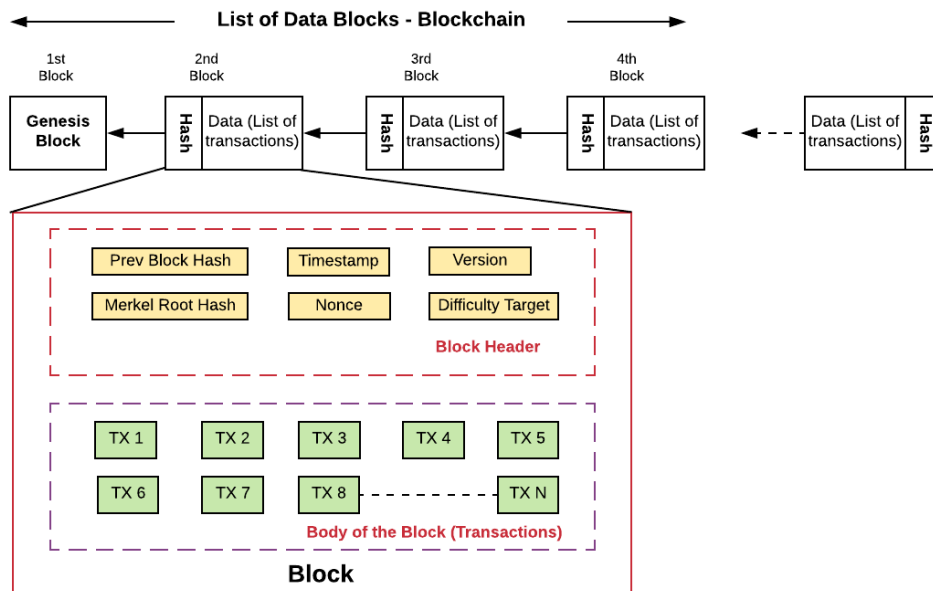 List of Data Blocks - Blockchain
1st
Block
2nd
Block
3rd
Block
4th
Block
Genesis
Block
Hash
Data (List of
transactions)
Hash
Data (List of
transactions)
Hash
Data (List of
transactions)
Data (List of
transactions)
Hash
Prev Block Hash
Timestamp
Version
Merkel Root Hash
Nonce
Difficulty Target
Block Header
TX 1
TX 2
TX 3
TX 4
TX 5
TX 6
TX 7
TX 8
TX N
Body of the Block (Transactions)
Block